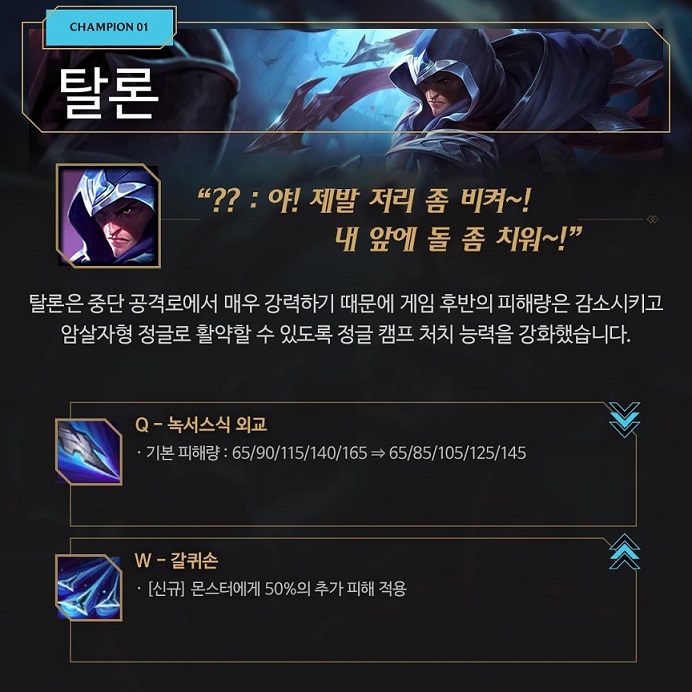 CHAMPION 01
탈론
“?? : 야! 제발 저리 좀 비켜~!
내 앞에 돌 좀 치워~!”
탈론은 중단 공격로에서 매우 강력하기 때문에 게임 후반의 피해량은 감소시키고
암살자형 정글로 활약할 수 있도록 정글 캠프 처치 능력을 강화했습니다.
Q - 녹서스식 외교
· 기본 피해량 : 65/90/115/140/165 ⇒ 65/85/105/125/145
W - 갈퀴손
· [신규] 몬스터에게 50%의 추가 피해 적용